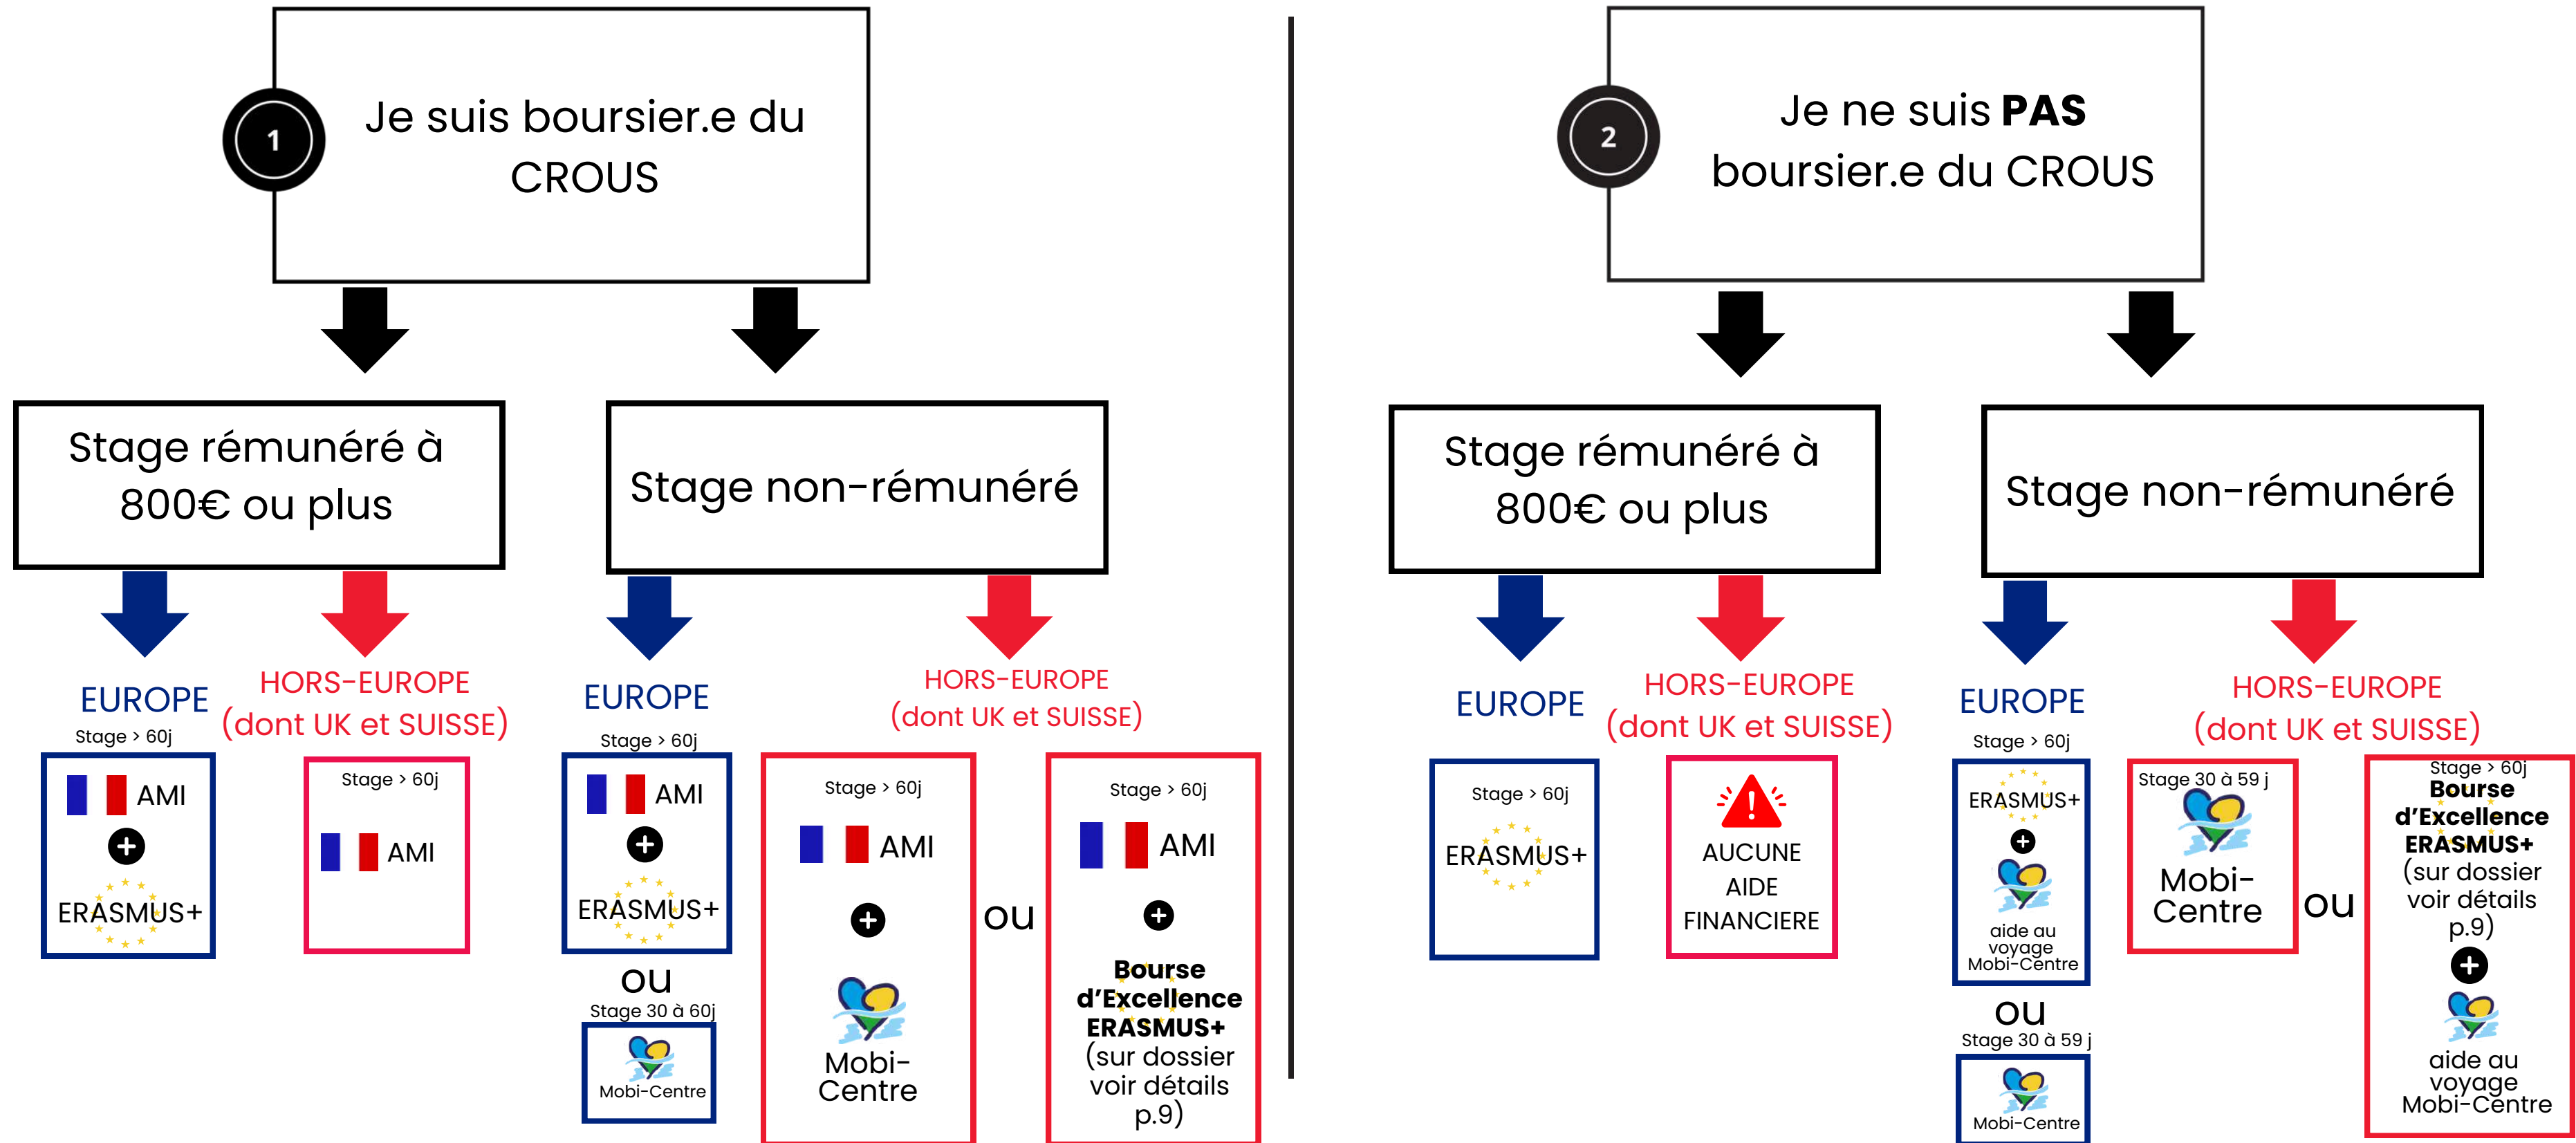 1
Je suis boursier.e du
CROUS
Stage rémunéré à
800€ ou plus
EUROPE
Stage > 60j
AMI
+
ERASMUS+
HORS-EUROPE
(dont UK et SUISSE)
Stage > 60j
AMI
Stage non-rémunéré
EUROPE
Stage > 60j
AMI
+
ERASMUS+
ou
Stage 30 à 60j
Mobi-Centre
HORS-EUROPE
(dont UK et SUISSE)
Stage > 60j
AMI
+
Mobi-
Centre
ou
Stage > 60j
AMI
+
Bourse
d'Excellence
ERASMUS+
(sur dossier
voir détails
p.9)
2
Je ne suis PAS
boursier.e du CROUS
Stage rémunéré à
800€ ou plus
EUROPE
Stage > 60j
ERASMUS+
HORS-EUROPE
(dont UK et SUISSE)
!
AUCUNE
AIDE
FINANCIERE
Stage non-rémunéré
EUROPE
Stage > 60j
ERASMUS+
+
aide au
voyage
Mobi-Centre
ou
Stage 30 à 59 j
Mobi-Centre
HORS-EUROPE
(dont UK et SUISSE)
Stage 30 à 59 j
Mobi-
Centre
ou
Stage > 60j
Bourse
d'Excellence
ERASMUS+
(sur dossier
voir détails
p.9)
+
aide au
voyage
Mobi-Centre